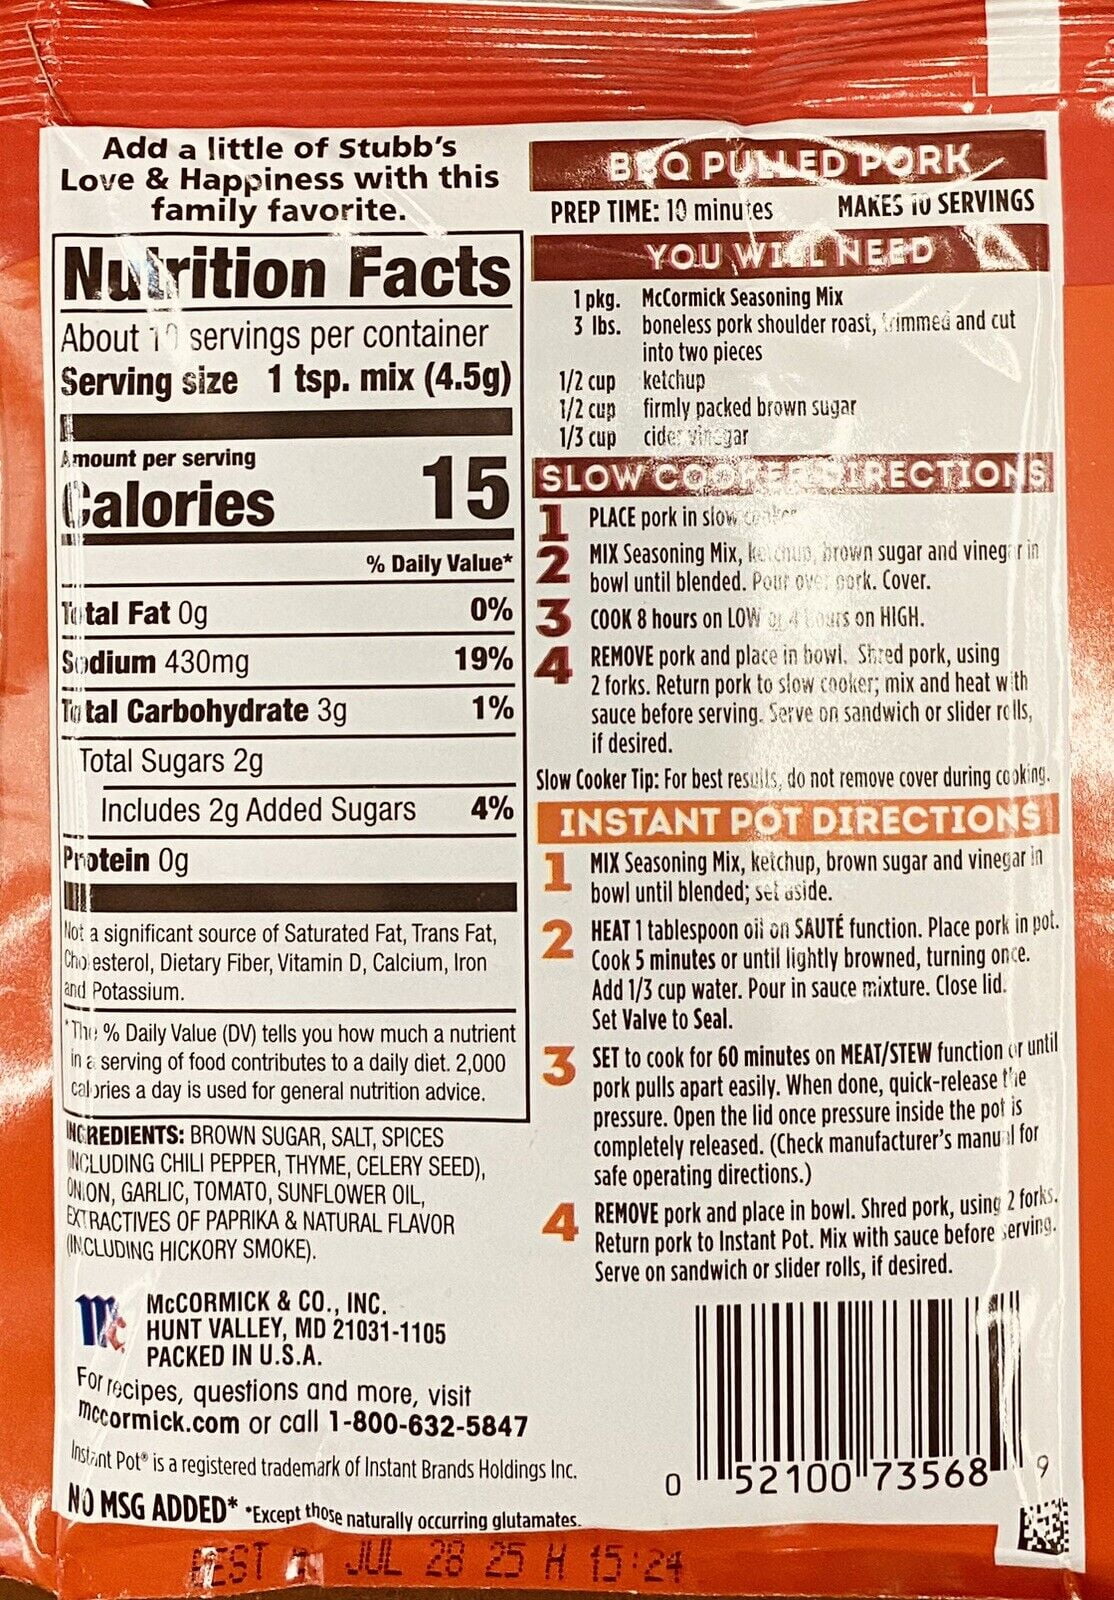 Add a little of Stubb's
Love & Happiness with this
family favorite.
Nutrition Facts
About 10 servings per container
Serving size 1 tsp. mix (4.5g)
Amount per serving
Calories 15
% Daily Value*
Total Fat 0g 0%
Sodium 430mg 19%
Total Carbohydrate 3g 1%
Total Sugars 2g
Includes 2g Added Sugars 4%
Protein 0g
Not a significant source of Saturated Fat, Trans Fat,
Cholesterol, Dietary Fiber, Vitamin D, Calcium, Iron
and Potassium.
*The % Daily Value (DV) tells you how much a nutrient
in a serving of food contributes to a daily diet. 2,000
calories a day is used for general nutrition advice.
INGREDIENTS: BROWN SUGAR, SALT, SPICES
(INCLUDING CHILI PEPPER, THYME, CELERY SEED),
ONION, GARLIC, TOMATO, SUNFLOWER OIL,
EXTRACTIVES OF PAPRIKA & NATURAL FLAVOR
(INCLUDING HICKORY SMOKE).
Mc
McCORMICK & CO., INC.
HUNT VALLEY, MD 21031-1105
PACKED IN U.S.A.
For recipes, questions and more, visit
mccormick.com or call 1-800-632-5847
Instant Pot® is a registered trademark of Instant Brands Holdings Inc.
NO MSG ADDED* *Except those naturally occurring glutamates.
BBQ PULLED PORK
PREP TIME: 10 minutes MAKES 10 SERVINGS
YOU WILL NEED
1 pkg. McCormick Seasoning Mix
3 lbs. boneless pork shoulder roast, trimmed and cut
into two pieces
1/2 cup ketchup
1/2 cup firmly packed brown sugar
1/3 cup cider vinegar
SLOW COOKER DIRECTIONS
1 PLACE pork in slow cooker
2 MIX Seasoning Mix, ketchup, brown sugar and vinegar in
bowl until blended. Pour over pork. Cover.
3 COOK 8 hours on LOW or 4 hours on HIGH.
4 REMOVE pork and place in bowl. Shred pork, using
2 forks. Return pork to slow cooker; mix and heat with
sauce before serving. Serve on sandwich or slider rolls,
if desired.
Slow Cooker Tip: For best results, do not remove cover during cooking.
INSTANT POT DIRECTIONS
1 MIX Seasoning Mix, ketchup, brown sugar and vinegar in
bowl until blended; set aside.
2 HEAT 1 tablespoon oil on SAUTÉ function. Place pork in pot.
Cook 5 minutes or until lightly browned, turning once.
Add 1/3 cup water. Pour in sauce mixture. Close lid.
Set Valve to Seal.
3 SET to cook for 60 minutes on MEAT/STEW function or until
pork pulls apart easily. When done, quick-release the
pressure. Open the lid once pressure inside the pot is
completely released. (Check manufacturer's manual for
safe operating directions.)
4 REMOVE pork and place in bowl. Shred pork, using 2 forks.
Return pork to Instant Pot. Mix with sauce before serving.
Serve on sandwich or slider rolls, if desired.
0 52100 73568 9
BEST JUL 28 25 H 15:24